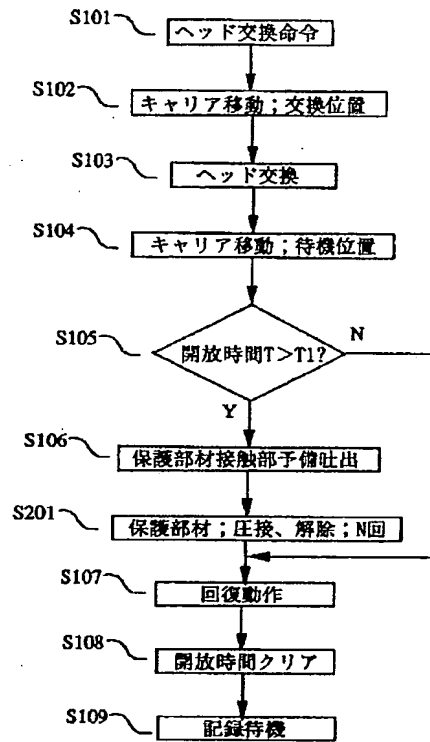 S101
ヘッド交換命令
S102
キャリア移動;交換位置
S103
ヘッド交換
S104
キャリア移動;待機位置
S105
開放時間T>T1?
N
Y
S106
保護部材接触部予備吐出
S201
保護部材;圧接、解除;N回
S107
回復動作
S108
開放時間クリア
S109
記録待機